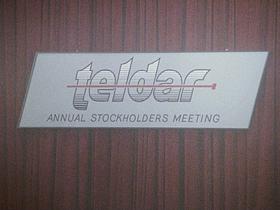 teldar
ANNUAL STOCKHOLDERS MEETING